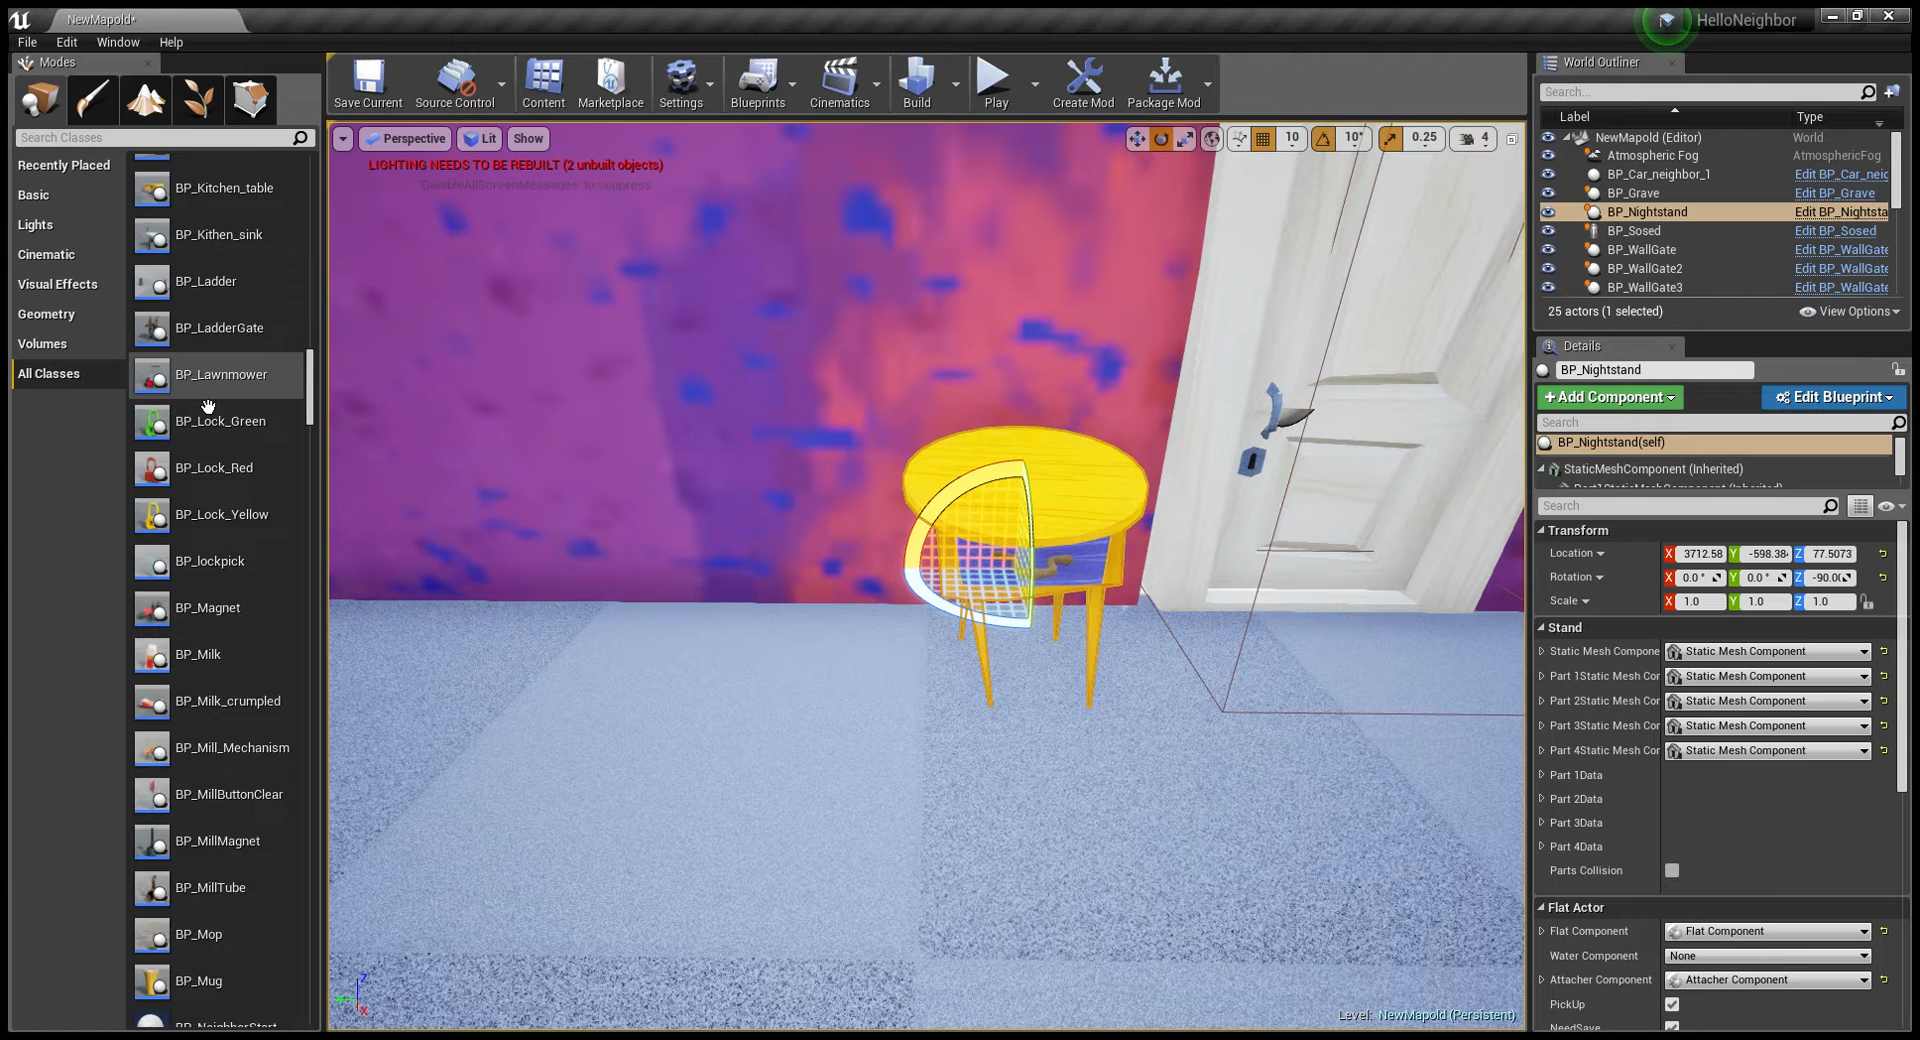 NewMapold*
HelloNeighbor
File Edit Window Help
Modes
Save Current Source Control Content Marketplace Settings Blueprints Cinematics Build Play Create Mod Package Mod
Search Classes
Recently Placed
Basic
Lights
Cinematic
Visual Effects
Geometry
Volumes
All Classes
BP_Kitchen_table
BP_Kithen_sink
BP_Ladder
BP_LadderGate
BP_Lawnmower
BP_Lock_Green
BP_Lock_Red
BP_Lock_Yellow
BP_lockpick
BP_Magnet
BP_Milk
BP_Milk_crumpled
BP_Mill_Mechanism
BP_MillButtonClear
BP_MillMagnet
BP_MillTube
BP_Mop
BP_Mug
Perspective Lit Show 10 10° 0.25 4
LIGHTING NEEDS TO BE REBUILT (2 unbuilt objects)
'DisableAllScreenMessages' to suppress
Z
X
Level: NewMapold (Persistent)
World Outliner
Search...
Label Type
NewMapold (Editor) World
Atmospheric Fog AtmosphericFog
BP_Car_neighbor_1 Edit BP_Car_neic
BP_Grave Edit BP_Grave
BP_Nightstand Edit BP_Nightsta
BP_Sosed Edit BP_Sosed
BP_WallGate Edit BP_WallGate
BP_WallGate2 Edit BP_WallGate
BP_WallGate3 Edit BP_WallGate
25 actors (1 selected) View Options
Details
BP_Nightstand
+Add Component Edit Blueprint
Search
BP_Nightstand(self)
StaticMeshComponent (Inherited)
Part1StaticMeshComponent (Inherited)
Search
Transform
Location X 3712.58 Y -598.38 Z 77.5073
Rotation X 0.0 ° Y 0.0 ° Z -90.0
Scale X 1.0 Y 1.0 Z 1.0
Stand
Static Mesh Compone Static Mesh Component
Part 1Static Mesh Cor Static Mesh Component
Part 2Static Mesh Cor Static Mesh Component
Part 3Static Mesh Cor Static Mesh Component
Part 4Static Mesh Cor Static Mesh Component
Part 1Data
Part 2Data
Part 3Data
Part 4Data
Parts Collision
Flat Actor
Flat Component Flat Component
Water Component None
Attacher Component Attacher Component
PickUp
NeedSave